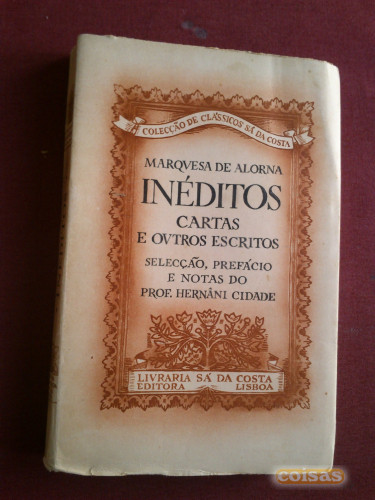 COLECÇÃO DE CLÁSSICOS SÁ DA COSTA
MARQVESA DE ALORNA
INÉDITOS
CARTAS
E OVTROS ESCRITOS
SELECÇÃO, PREFÁCIO
E NOTAS DO
PROF. HERNÂNI CIDADE
LIVRARIA SÁ DA COSTA
EDITORA LISBOA
coisas